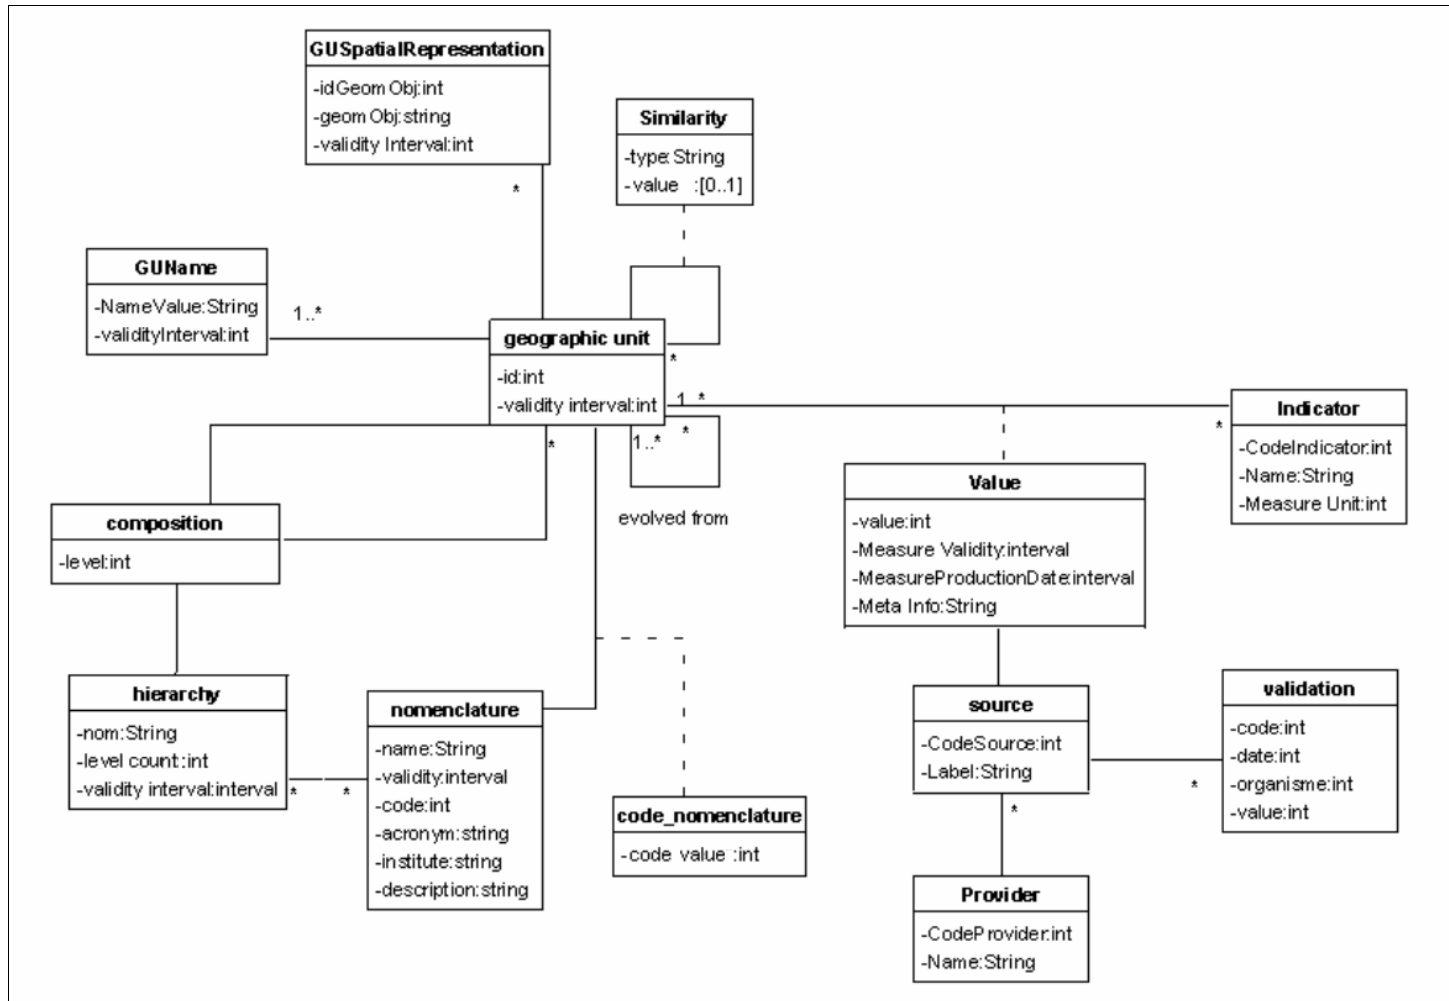 GUSpatialRepresentation
-idGeom Obj:int
-geom Obj:string
-validity Interval:int
*
Similarity
-type:String
-value :[0..1]
GUName
-NameValue:String
-validityInterval:int
1..*
geographic unit
-id:int
-validity interval:int
*
1 *
*
1..*
*
evolved from
*
Indicator
-CodeIndicator:int
-Name:String
-Measure Unit:int
Value
-value:int
-Measure Validity:interval
-MeasureProductionDate:interval
-Meta Info:String
composition
-level:int
hierarchy
-nom:String
-level count:int
-validity interval:interval
*
*
nomenclature
-name:String
-validity:interval
-code:int
-acronym:string
-institute:string
-description:string
code_nomenclature
-code value :int
source
-CodeSource:int
-Label:String
*
*
validation
-code:int
-date:int
-organisme:int
-value:int
Provider
-CodeProvider:int
-Name:String